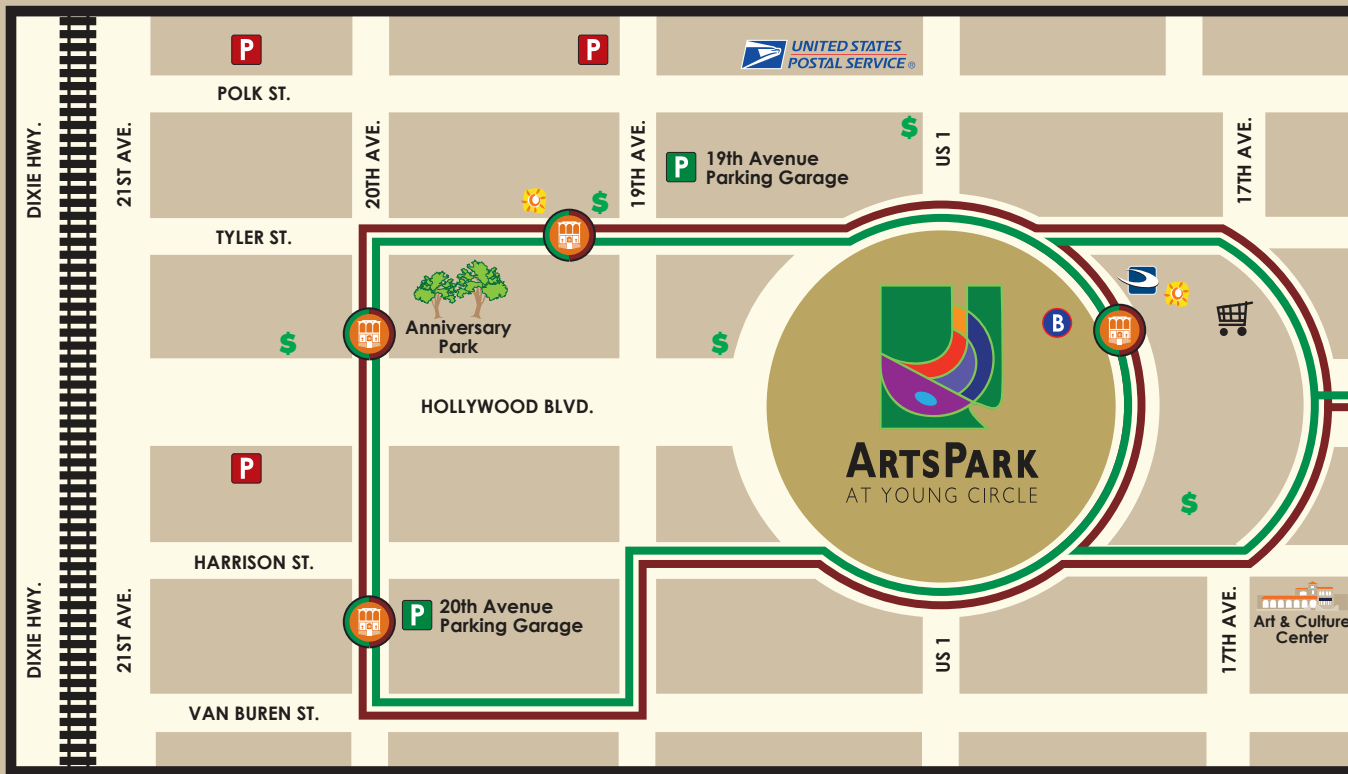 P
P
UNITED STATES
POSTAL SERVICE®
POLK ST.
DIXIE HWY.
21ST AVE.
20TH AVE.
19TH AVE.
US 1
17TH AVE.
$
P
19th Avenue
Parking Garage
$
TYLER ST.
$
Anniversary
Park
$
B
HOLLYWOOD BLVD.
ARTSPARK
AT YOUNG CIRCLE
P
$
HARRISON ST.
DIXIE HWY.
21ST AVE.
P
20th Avenue
Parking Garage
US 1
17TH AVE.
Art & Culture
Center
VAN BUREN ST.